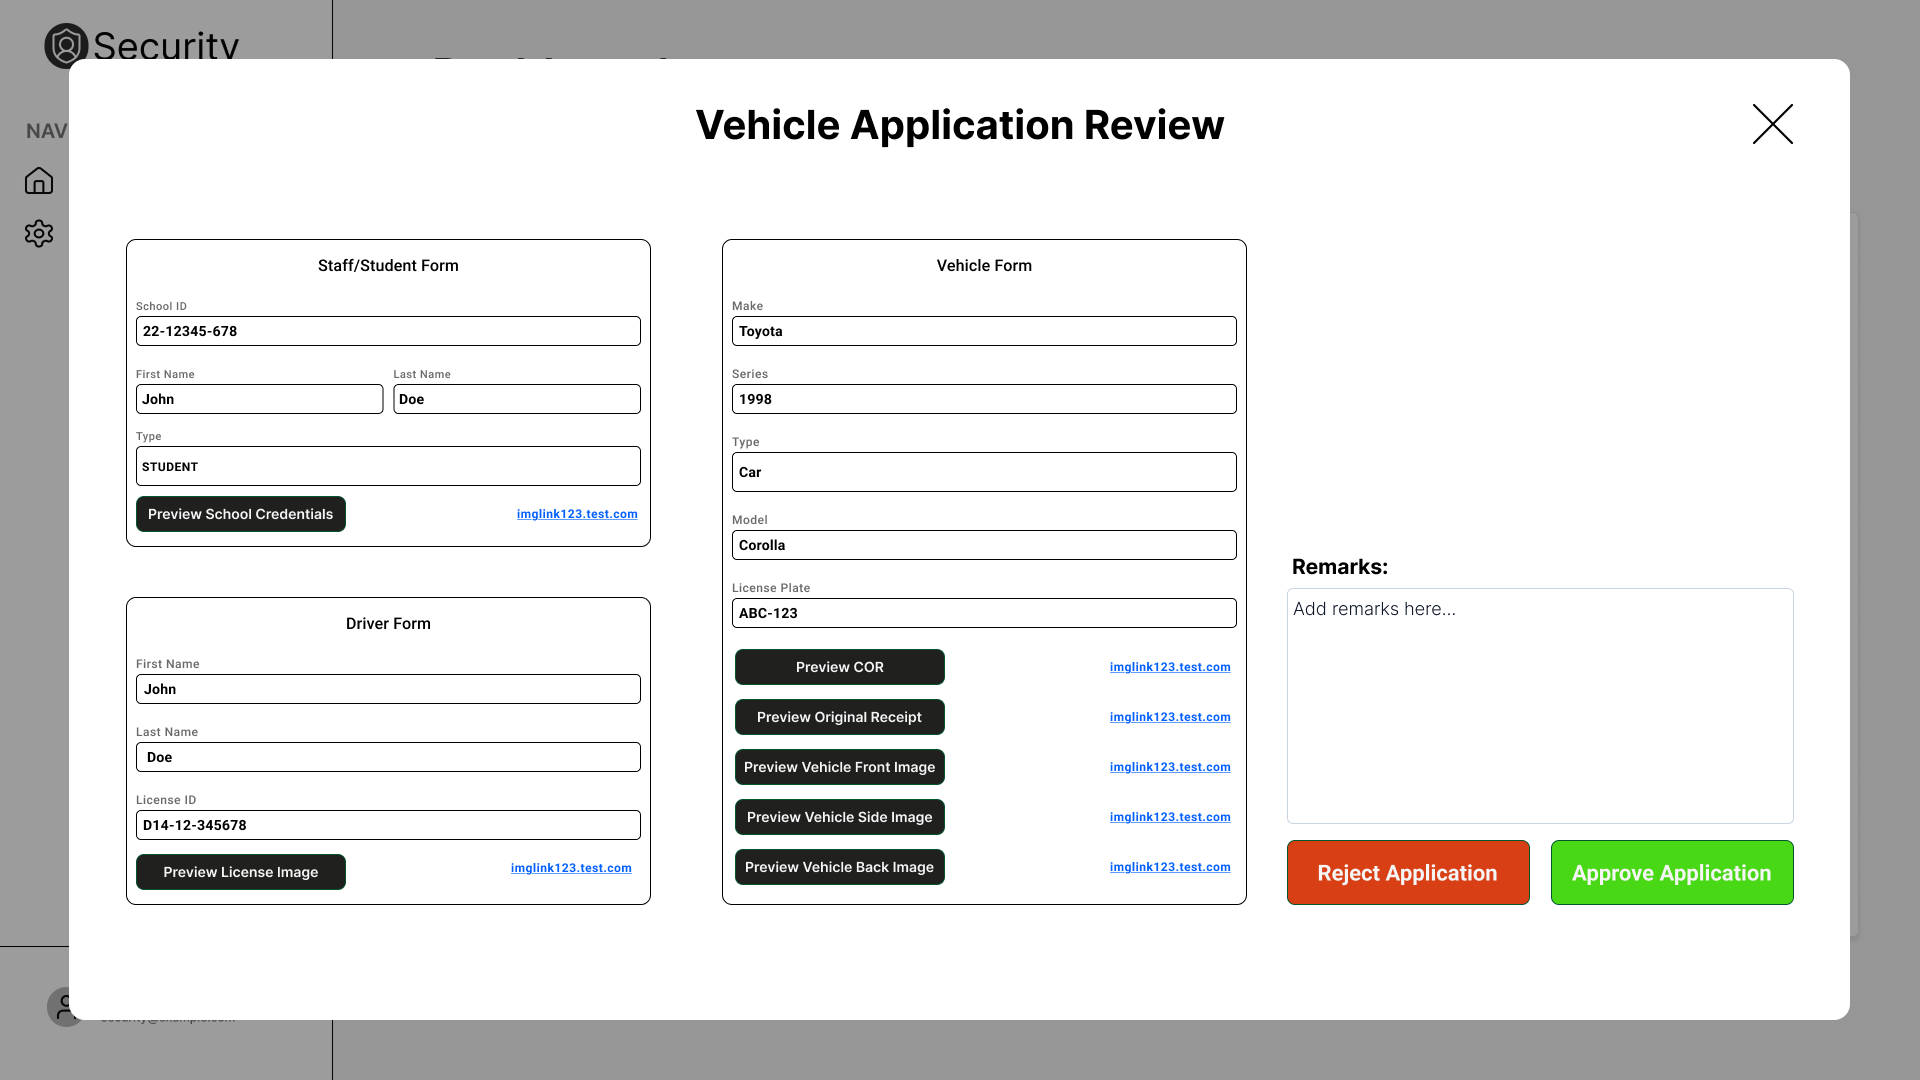 Security
NAV
Vehicle Application Review
Staff/Student Form
School ID
22-12345-678
First Name
Last Name
John
Doe
Type
STUDENT
Preview School Credentials
imglink123.test.com
Driver Form
First Name
John
Last Name
Doe
License ID
D14-12-345678
Preview License Image
imglink123.test.com
Vehicle Form
Make
Toyota
Series
1998
Type
Car
Model
Corolla
License Plate
ABC-123
Preview COR
imglink123.test.com
Preview Original Receipt
imglink123.test.com
Preview Vehicle Front Image
imglink123.test.com
Preview Vehicle Side Image
imglink123.test.com
Preview Vehicle Back Image
imglink123.test.com
Remarks:
Add remarks here...
Reject Application
Approve Application